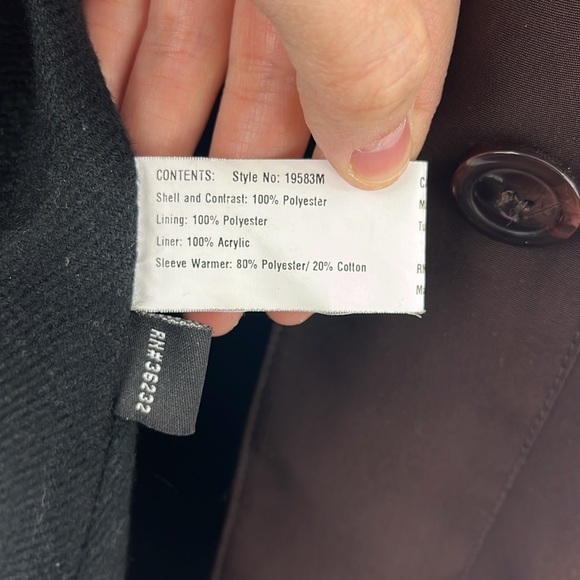 CONTENTS: Style No: 19583M
Shell and Contrast: 100% Polyester
Lining: 100% Polyester
Liner: 100% Acrylic
Sleeve Warmer: 80% Polyester/ 20% Cotton
RN#36232